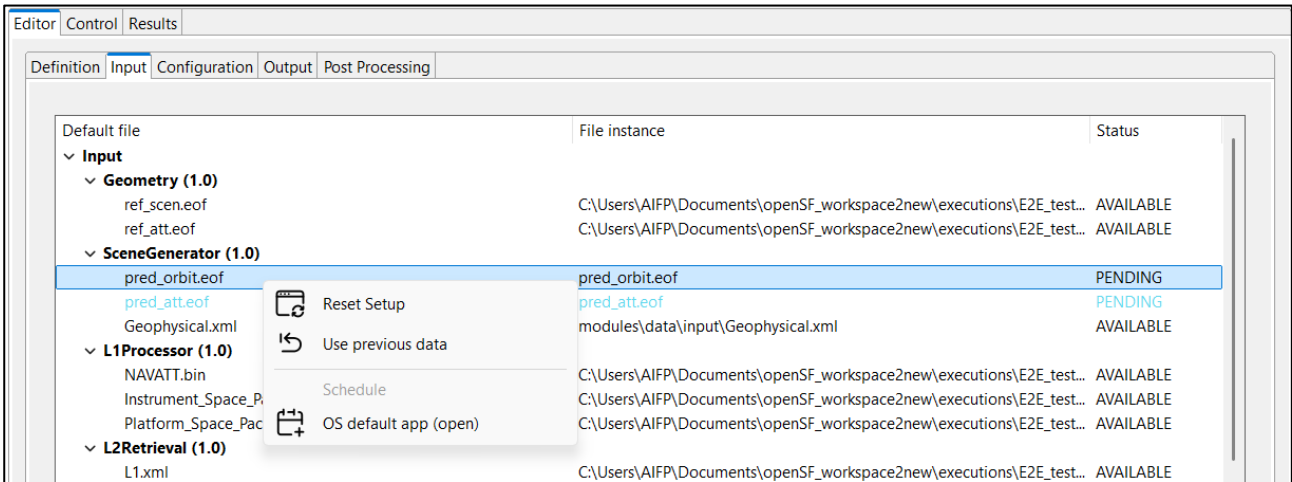 Editor Control Results
Definition Input Configuration Output Post Processing
Default file File instance Status
Input
Geometry (1.0)
ref_scen.eof C:\Users\AIFP\Documents\openSF_workspace2new\executions\E2E_test... AVAILABLE
ref_att.eof C:\Users\AIFP\Documents\openSF_workspace2new\executions\E2E_test... AVAILABLE
SceneGenerator (1.0)
pred_orbit.eof pred_orbit.eof PENDING
pred_att.eof pred_att.eof PENDING
Reset Setup
Geophysical.xml modules\data\input\Geophysical.xml AVAILABLE
Use previous data
L1Processor (1.0)
NAVATT.bin C:\Users\AIFP\Documents\openSF_workspace2new\executions\E2E_test... AVAILABLE
Schedule
Instrument_Space_P C:\Users\AIFP\Documents\openSF_workspace2new\executions\E2E_test... AVAILABLE
Platform_Space_Pac OS default app (open) C:\Users\AIFP\Documents\openSF_workspace2new\executions\E2E_test... AVAILABLE
L2Retrieval (1.0)
L1.xml C:\Users\AIFP\Documents\openSF_workspace2new\executions\E2E_test... AVAILABLE